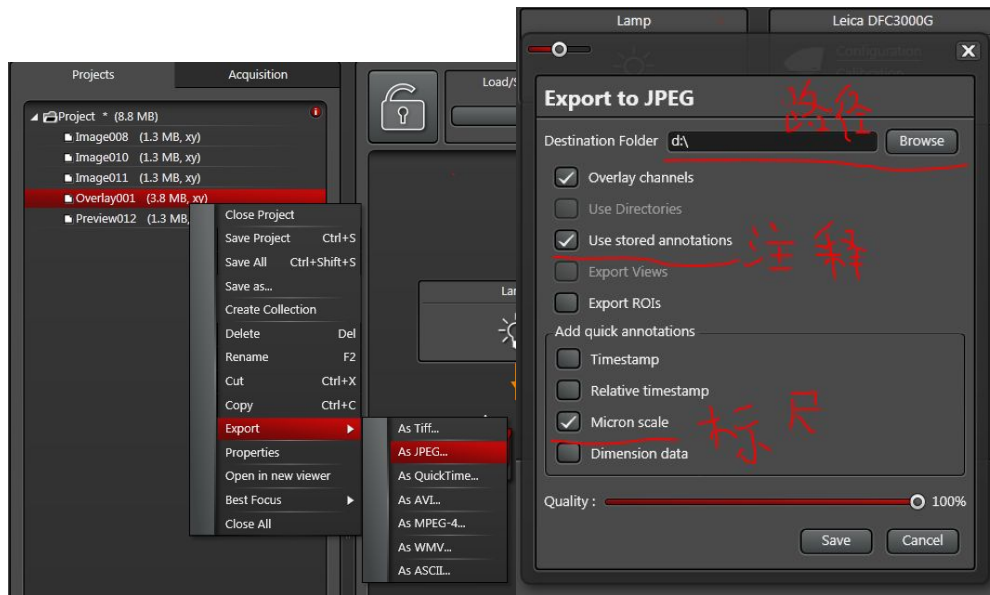 Projects
Acquisition
Project * (8.8 MB)
Image008 (1.3 MB, xy)
Image010 (1.3 MB, xy)
Image011 (1.3 MB, xy)
Overlay001 (3.8 MB, xy)
Preview012 (1.3 MB,
Close Project
Save Project Ctrl+S
Save All Ctrl+Shift+S
Save as...
Create Collection
Delete Del
Rename F2
Cut Ctrl+X
Copy Ctrl+C
Export
Properties
Open in new viewer
Best Focus
Close All
As Tiff...
As JPEG...
As QuickTime...
As AVI...
As MPEG-4...
As WMV...
As ASCII...
Load/S
Lamp
Leica DFC3000G
Configuration
Export to JPEG
路径
Destination Folder d:\ Browse
Overlay channels
Use Directories
Use stored annotations 注释
Export Views
Export ROIs
Add quick annotations
Timestamp
Relative timestamp
Micron scale 标尺
Dimension data
Quality : 100%
Save Cancel